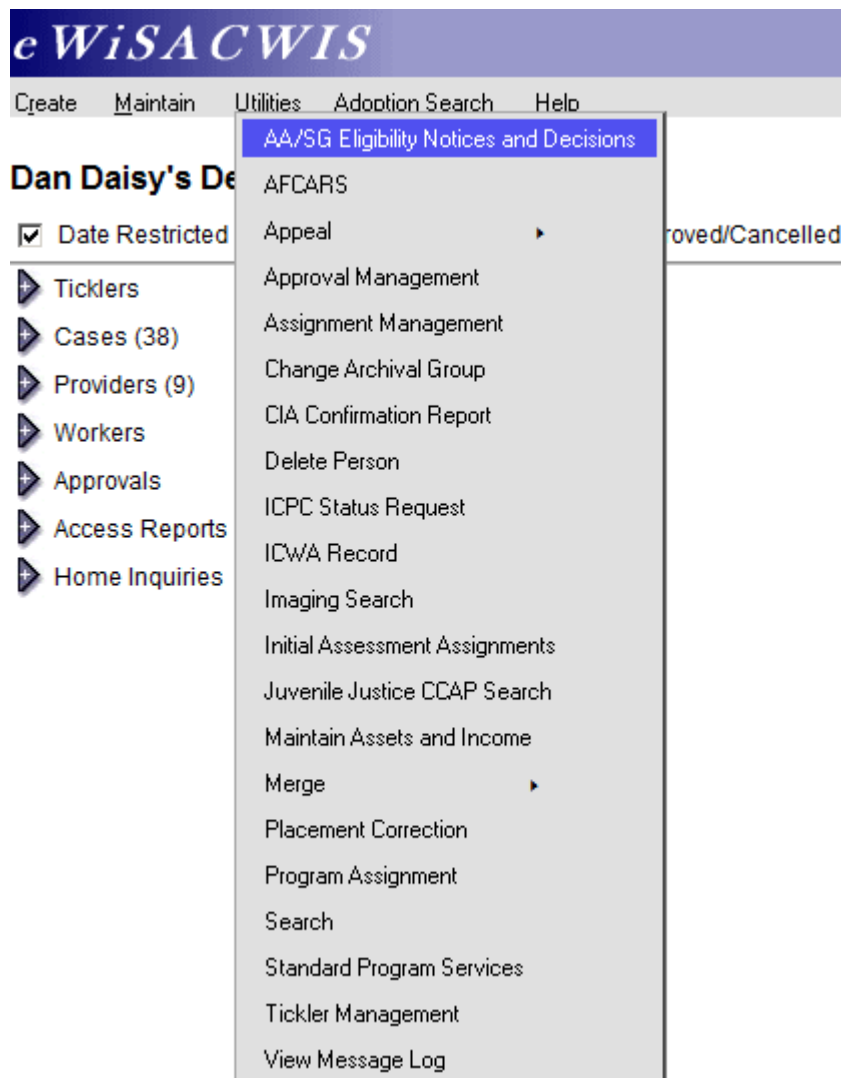 e WiSACWIS
Create Maintain Utilities Adoption Search Help
Dan Daisy's De
Date Restricted
roved/Cancelled
Ticklers
Cases (38)
Providers (9)
Workers
Approvals
Access Reports
Home Inquiries
AA/SG Eligibility Notices and Decisions
AFCARS
Appeal
Approval Management
Assignment Management
Change Archival Group
CIA Confirmation Report
Delete Person
ICPC Status Request
ICWA Record
Imaging Search
Initial Assessment Assignments
Juvenile Justice CCAP Search
Maintain Assets and Income
Merge
Placement Correction
Program Assignment
Search
Standard Program Services
Tickler Management
View Message Log